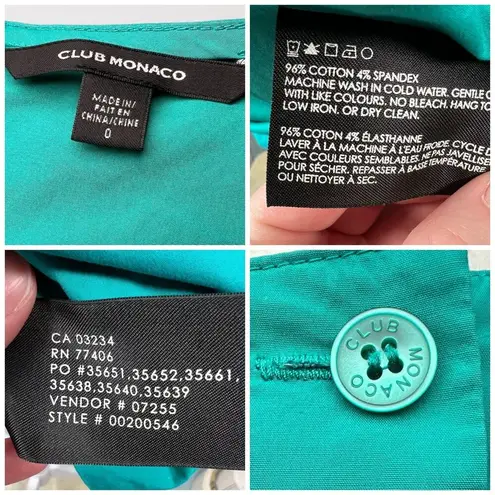 CLUB MONACO
MADE IN/
FAIT EN
CHINA/CHINE
0
96% COTTON 4% SPANDEX
MACHINE WASH IN COLD WATER. GENTLE
WITH LIKE COLOURS. NO BLEACH. HANG TO
LOW IRON. OR DRY CLEAN.
96% COTON 4% ÉLASTHANNE
LAVER À LA MACHINE À L'EAU FROIDE. CYCLE
AVEC COULEURS SEMBLABLES. NE PAS JAVELLISER
POUR SÉCHER. REPASSER À BASSE
OU NETTOYER À SEC.
CA 03234
RN 77406
PO #35651,35652,35661,
35638,35640,35639
VENDOR # 07255
STYLE # 00200546
CLUB MONACO